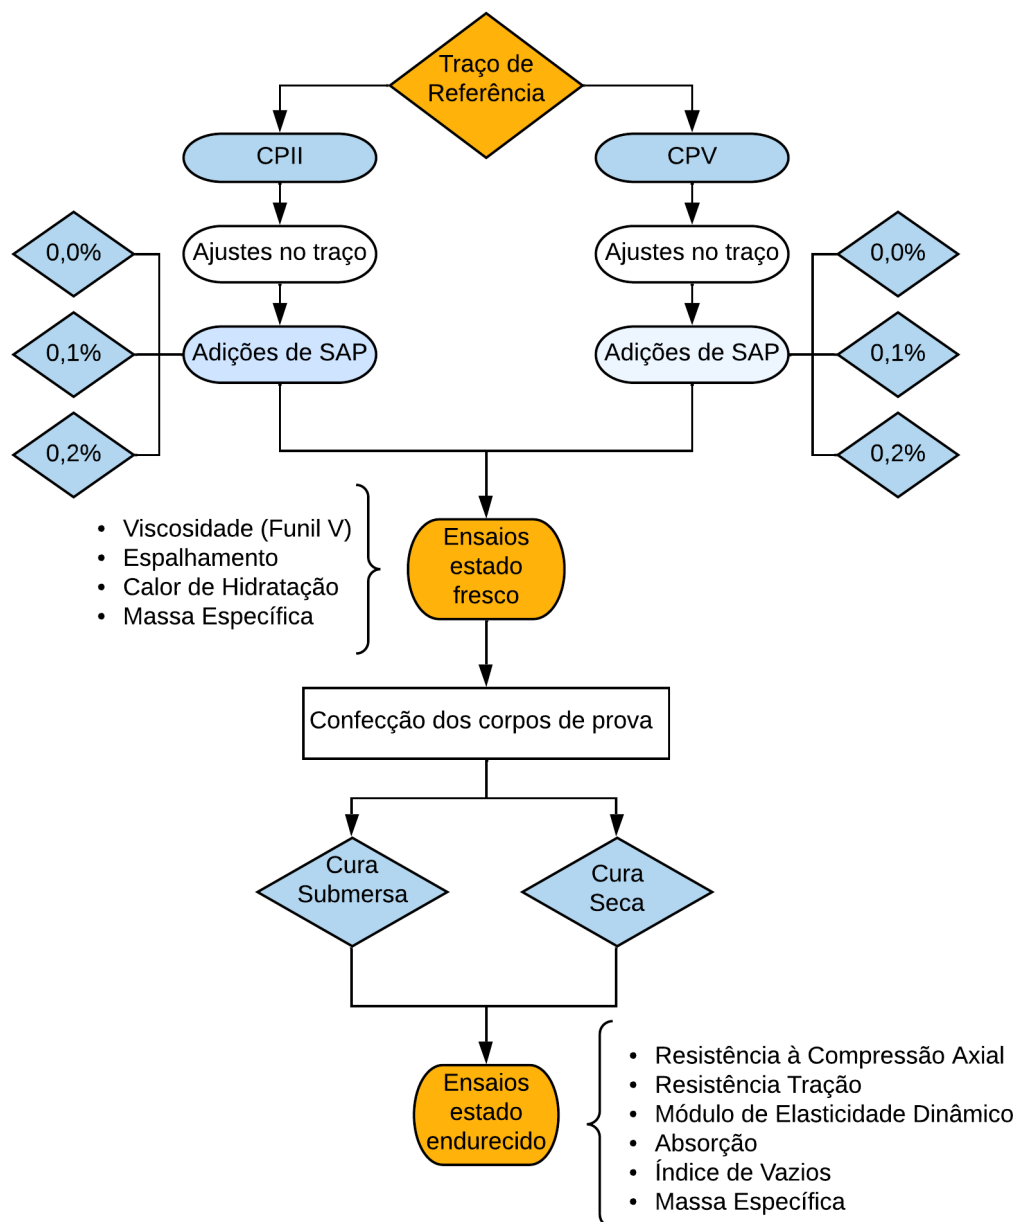 Traço de
Referência
CPII
CPV
Ajustes no traço
Ajustes no traço
0,0%
0,0%
Adições de SAP
Adições de SAP
0,1%
0,1%
0,2%
0,2%
• Viscosidade (Funil V)
• Espalhamento
• Calor de Hidratação
• Massa Específica
Ensaios
estado
fresco
Confecção dos corpos de prova
Cura
Submersa
Cura
Seca
Ensaios
estado
endurecido
• Resistência à Compressão Axial
• Resistência Tração
• Módulo de Elasticidade Dinâmico
• Absorção
• Índice de Vazios
• Massa Específica